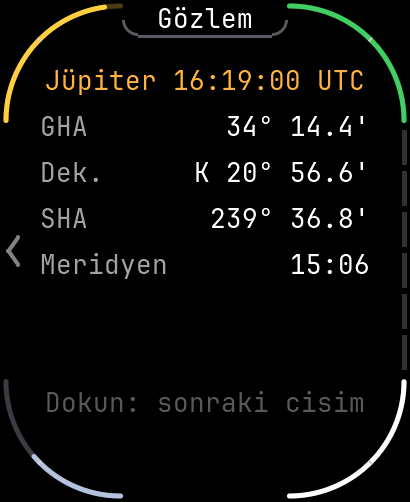 Gözlem
Jüpiter 16:19:00 UTC
GHA 34° 14.4'
Dek. K 20° 56.6'
SHA 239° 36.8'
Meridyen 15:06
Dokun: sonraki cisim